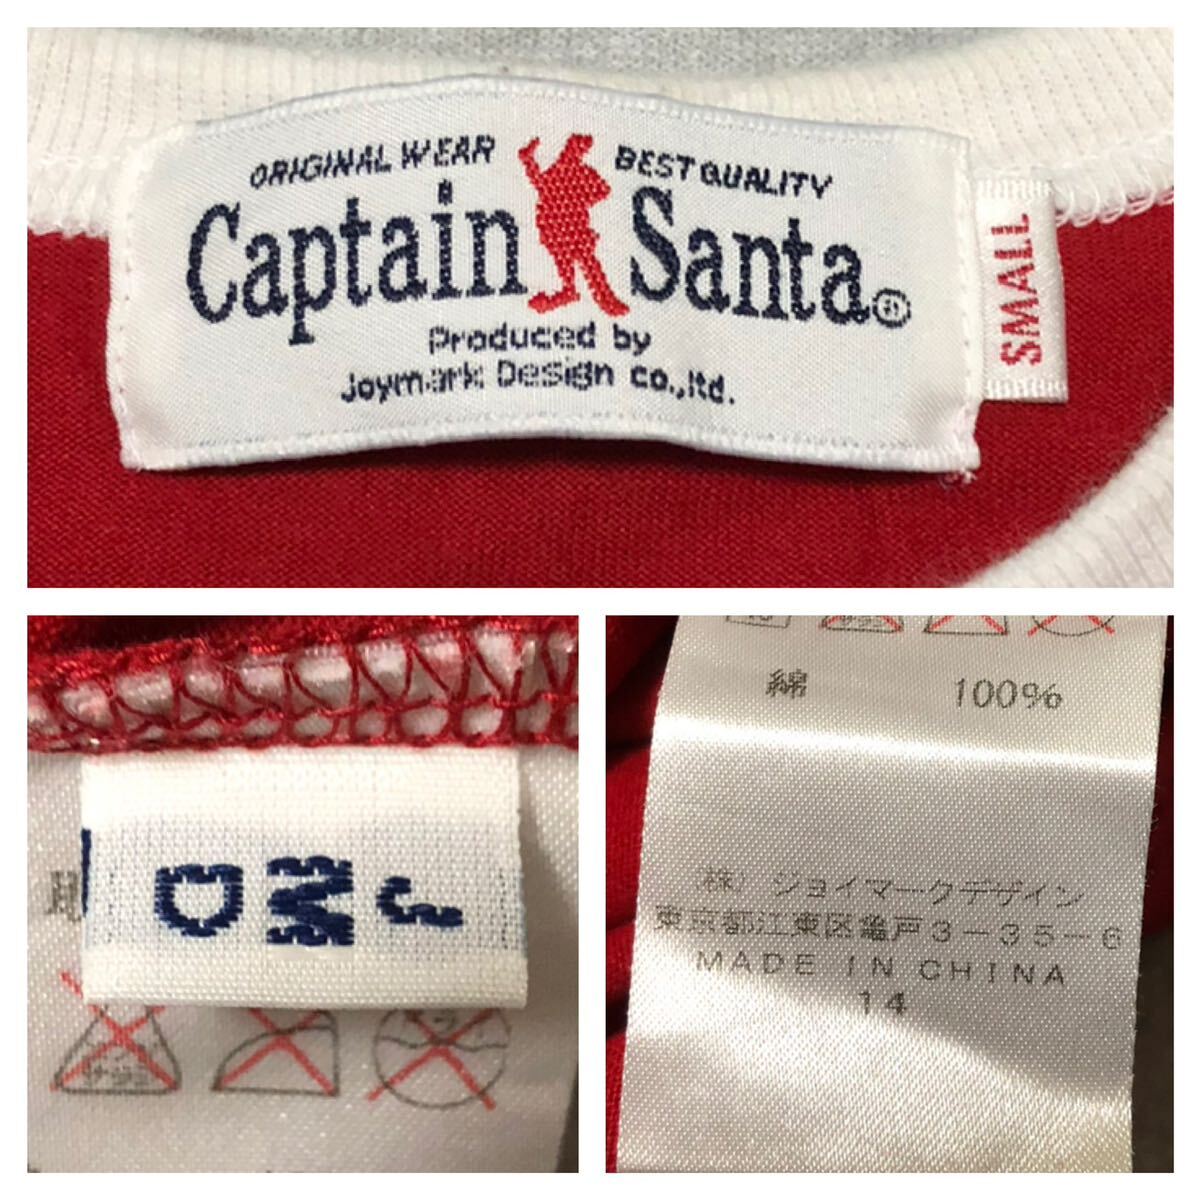 ORIGINAL WEAR BEST QUALITY
Captain Santa®
Produced by
Joymark Design co.,ltd.
SMALL
綿 100%
(株) ジョイマークデザイン
東京都江東区亀戸3-35-6
MADE IN CHINA
14